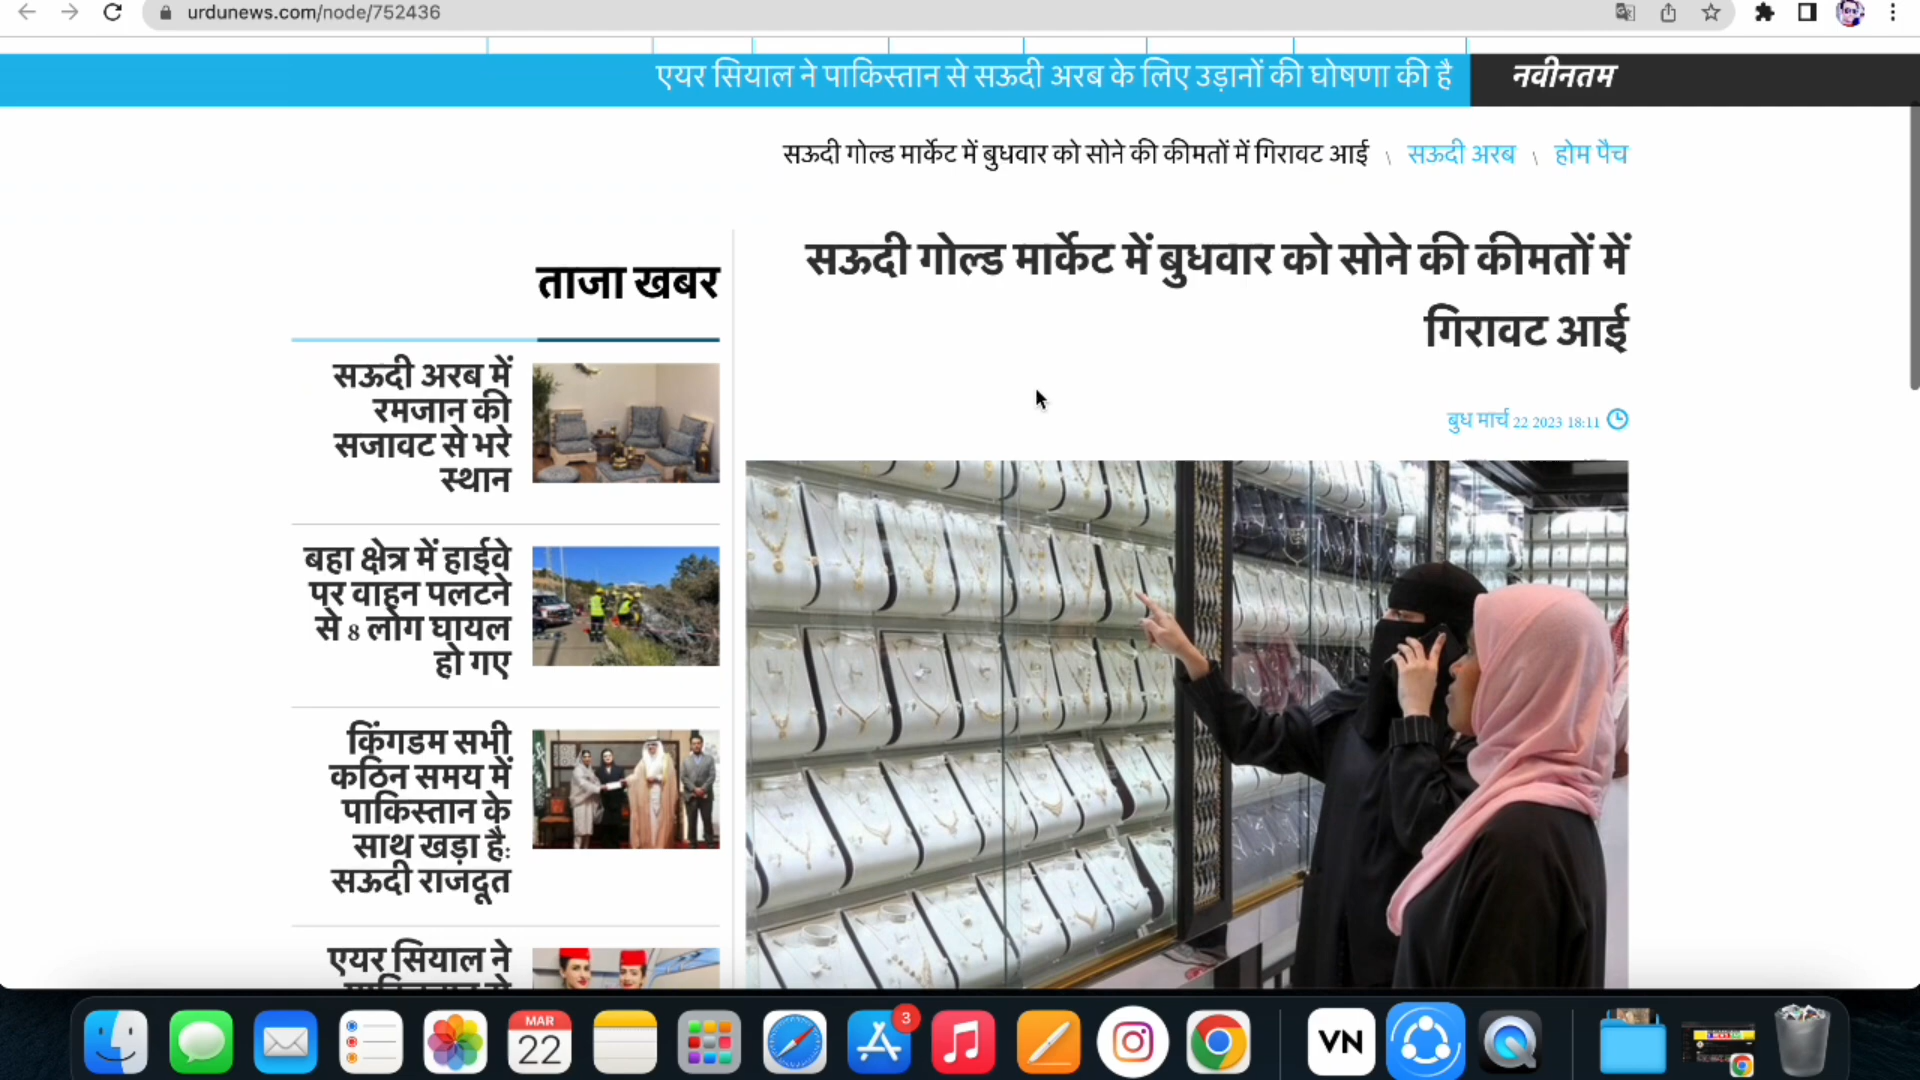 urdunews.com/node/752436
एयर सियाल ने पाकिस्तान से सऊदी अरब के लिए उड़ानों की घोषणा की है
नवीनतम
सऊदी गोल्ड मार्केट में बुधवार को सोने की कीमतों में गिरावट आई \ सऊदी अरब \ होम पैच
सऊदी गोल्ड मार्केट में बुधवार को सोने की कीमतों में
गिरावट आई
बुध मार्च 22 2023 18:11
ताजा खबर
सऊदी अरब में
रमजान की
सजावट से भरे
स्थान
बहा क्षेत्र में हाईवे
पर वाहन पलटने
से 8 लोग घायल
हो गए
किंगडम सभी
कठिन समय में
पाकिस्तान के
साथ खड़ा है:
सऊदी राजदूत
एयर सियाल ने
MAR
22
3
VN